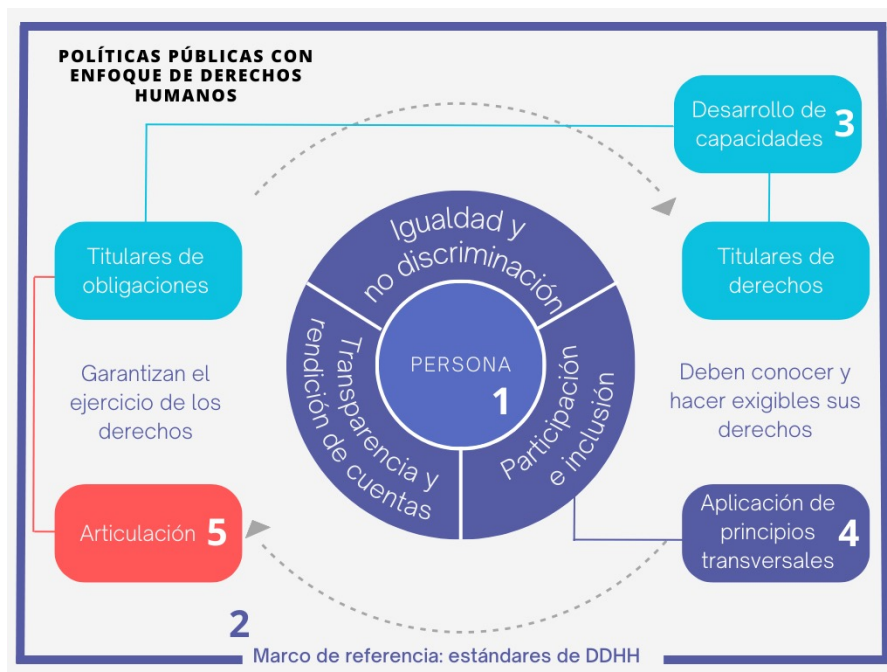 POLÍTICAS PÚBLICAS CON
ENFOQUE DE DERECHOS
HUMANOS
Desarrollo de
capacidades
3
Titulares de
obligaciones
Titulares de
derechos
Igualdad y
no discriminación
Transparencia y
rendición de cuentas
Participación
e inclusión
PERSONA
1
Garantizan el
ejercicio de los
derechos
Deben conocer y
hacer exigibles sus
derechos
Articulación 5
Aplicación de
principios
transversales
4
2
Marco de referencia: estándares de DDHH